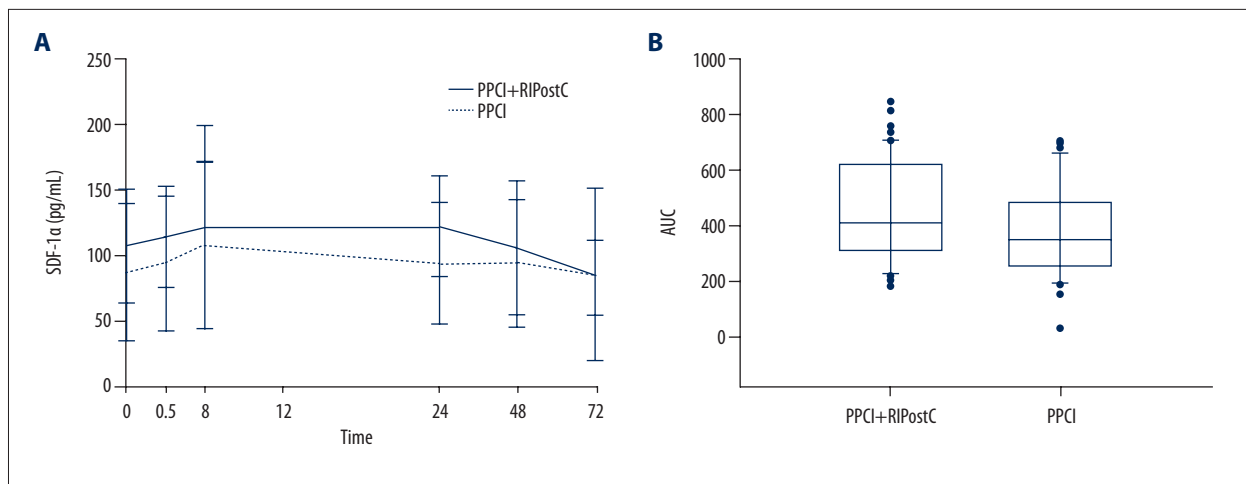 A
250
200
150
100
50
0
SDF-1α (pg/mL)
PPCI+RIPostC
PPCI
0 0.5 8 12 24 48 72
Time
B
1000
800
600
400
200
0
AUC
PPCI+RIPostC PPCI